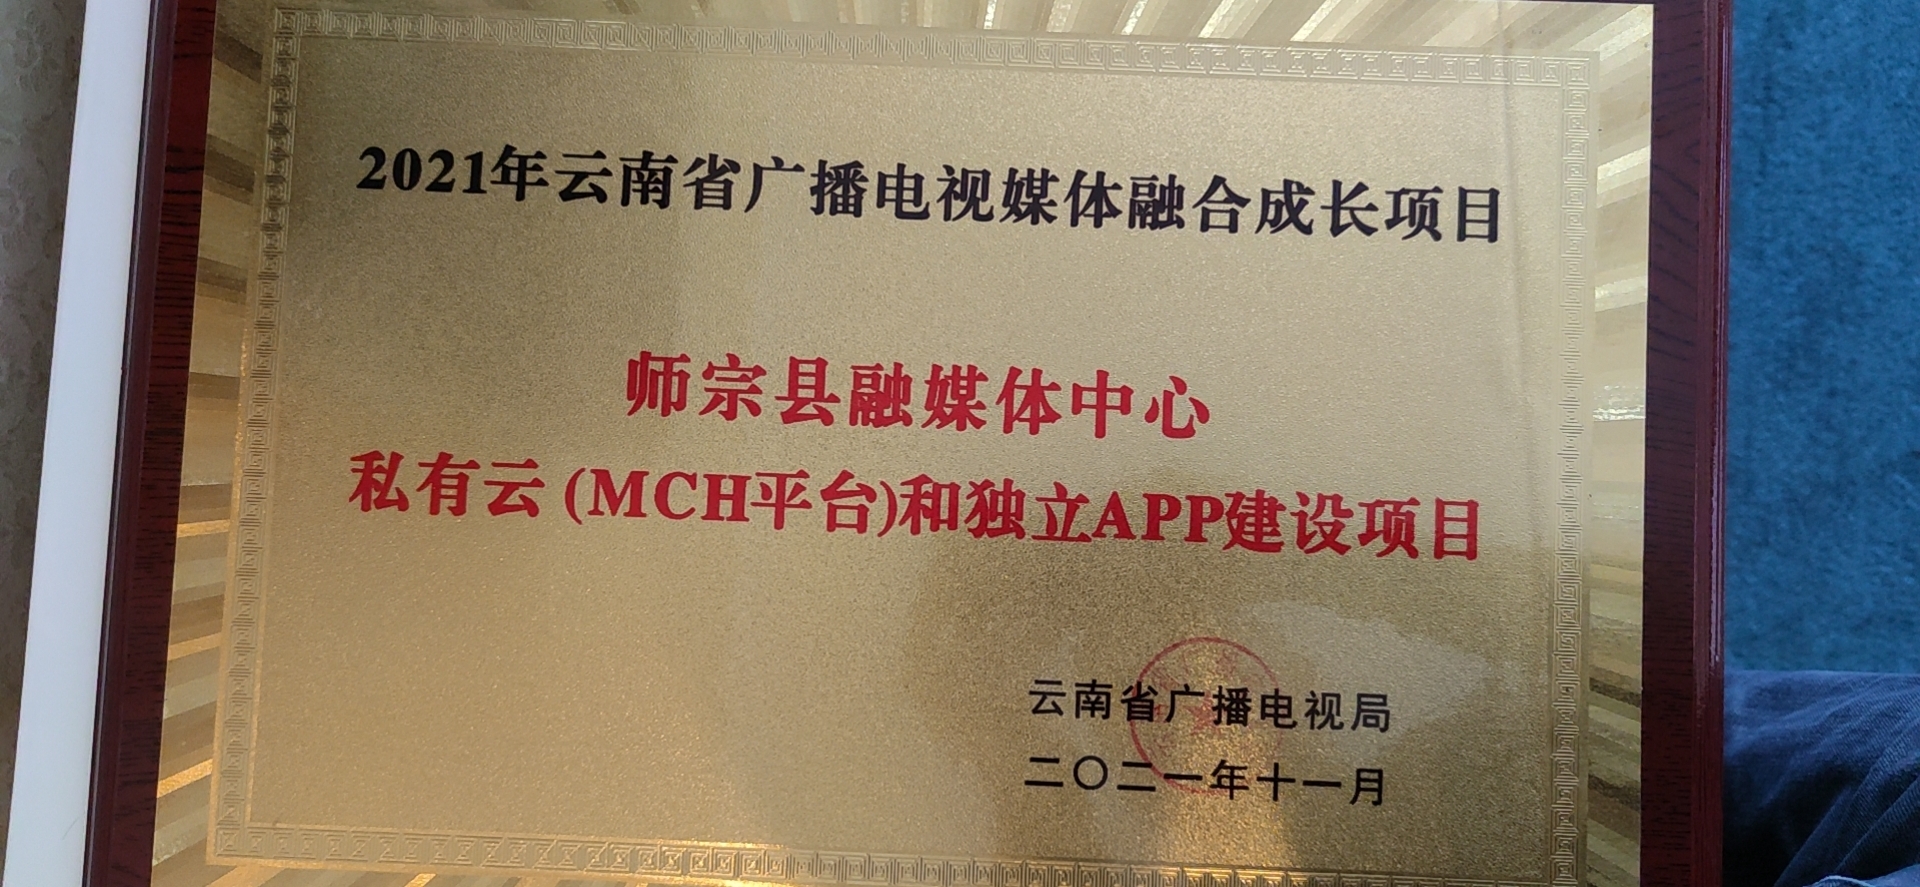 2021年云南省广播电视媒体融合成长项目
师宗县融媒体中心
私有云(MCH平台)和独立APP建设项目
云南省广播电视局
二〇二一年十一月